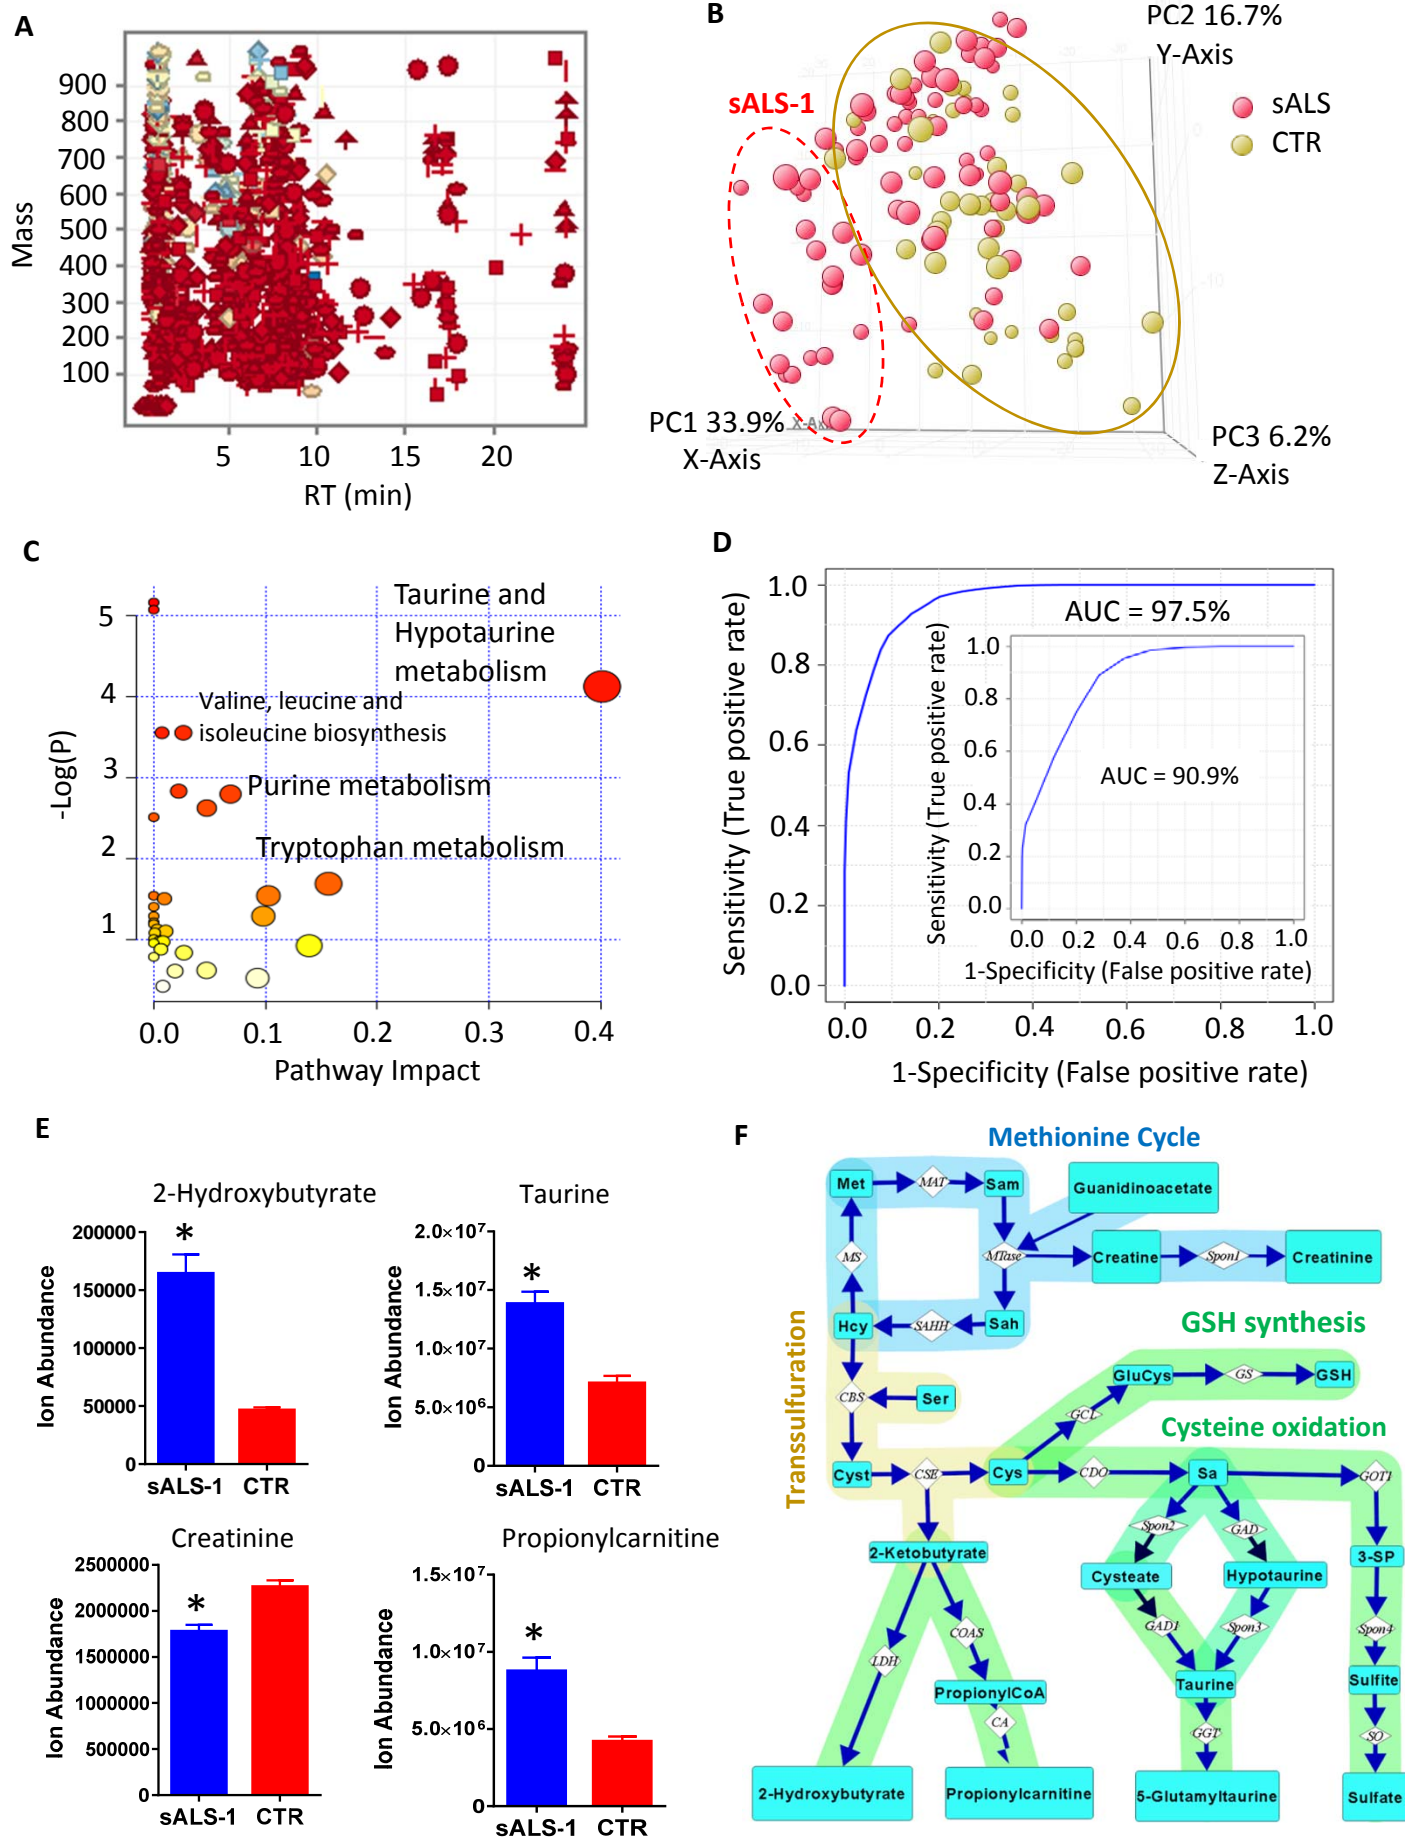 A
Mass
900
800
700
600
500
400
300
200
100
5
10
15
20
RT (min)
B
PC2 16.7%
Y-Axis
sALS-1
sALS
CTR
PC1 33.9%
X-Axis
PC3 6.2%
Z-Axis
C
-Log(P)
5
4
3
2
1
Taurine and
Hypotaurine
metabolism
Valine, leucine and
isoleucine biosynthesis
Purine metabolism
Tryptophan metabolism
0.0
0.1
0.2
0.3
0.4
Pathway Impact
D
Sensitivity (True positive rate)
1.0
0.8
0.6
0.4
0.2
0.0
AUC = 97.5%
Sensitivity (True positive rate)
1.0
0.8
0.6
0.4
0.2
0.0
AUC = 90.9%
0.0
0.2
0.4
0.6
0.8
1.0
1-Specificity (False positive rate)
0.0
0.2
0.4
0.6
0.8
1.0
1-Specificity (False positive rate)
E
2-Hydroxybutyrate
Ion Abundance
200000
150000
100000
50000
0
*
sALS-1
CTR
Taurine
Ion Abundance
2.0×10⁷
1.5×10⁷
1.0×10⁷
5.0×10⁶
0
*
sALS-1
CTR
Creatinine
Ion Abundance
2500000
2000000
1500000
1000000
500000
0
*
sALS-1
CTR
Propionylcarnitine
Ion Abundance
1.5×10⁷
1.0×10⁷
5.0×10⁶
0
*
sALS-1
CTR
F
Methionine Cycle
Met
MAT
Sam
Guanidinoacetate
MS
MTase
Creatine
Spon1
Creatinine
Hcy
SAHH
Sah
GSH synthesis
Transsulfuration
CBS
Ser
GluCys
GS
GSH
GCL
Cysteine oxidation
Cyst
CSE
Cys
CDO
Sa
GOT1
Spon2
GAD
2-Ketobutyrate
3-SP
Cysteate
Hypotaurine
GAD1
Spon3
Spon4
COAS
LDH
Taurine
Sulfite
PropionylCoA
CA
GGT
SO
2-Hydroxybutyrate
Propionylcarnitine
5-Glutamyltaurine
Sulfate